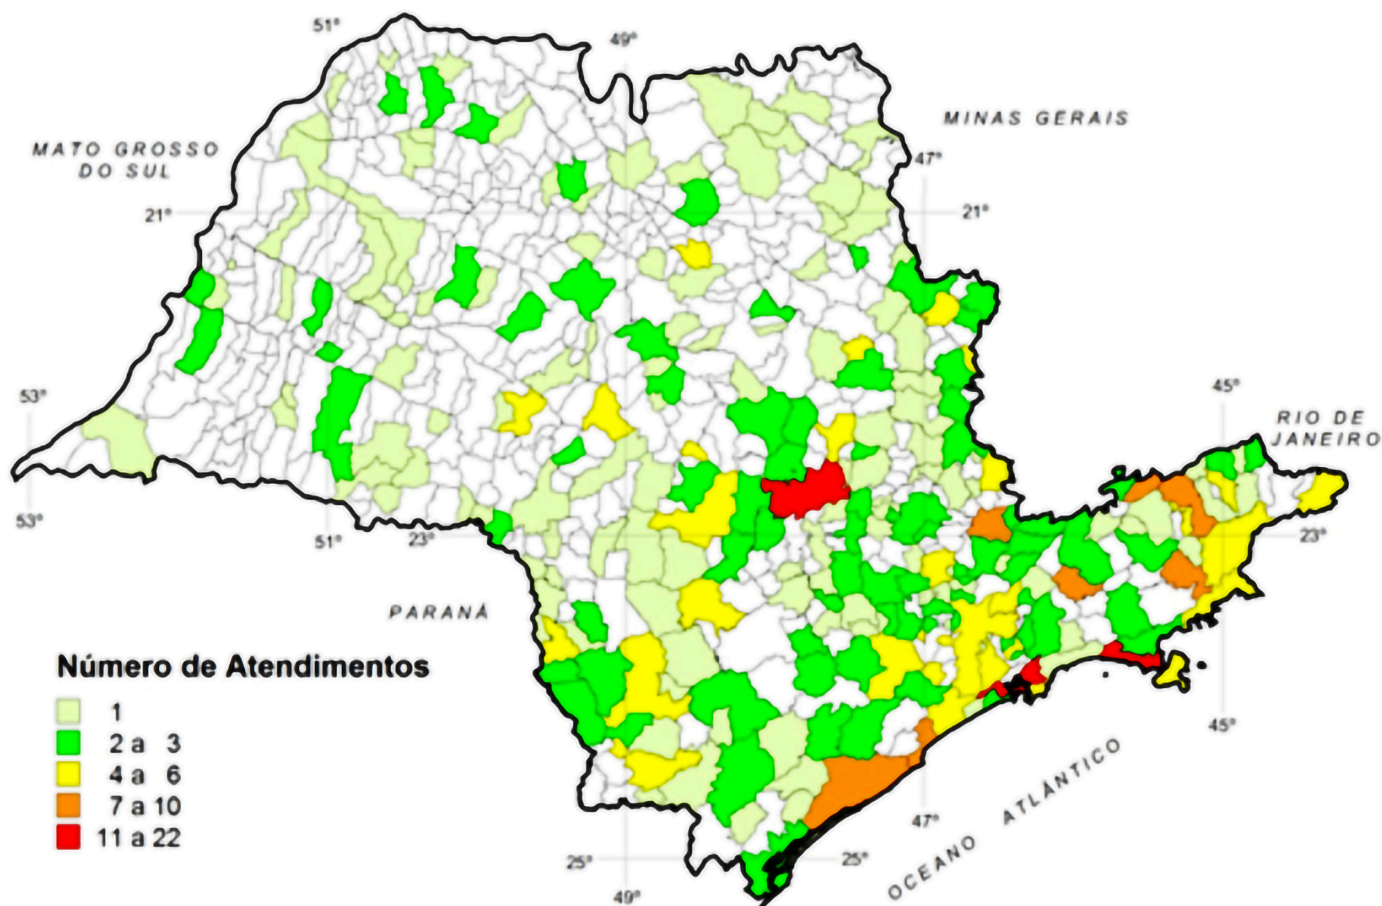 51°
49°
MINAS GERAIS
MATO GROSSO
DO SUL
47°
21°
21°
53°
45°
RIO DE
JANEIRO
53°
51°
23°
23°
PARANÁ
Número de Atendimentos
1
2 a 3
4 a 6
7 a 10
11 a 22
45°
OCEANO ATLÂNTICO
47°
25°
25°
49°